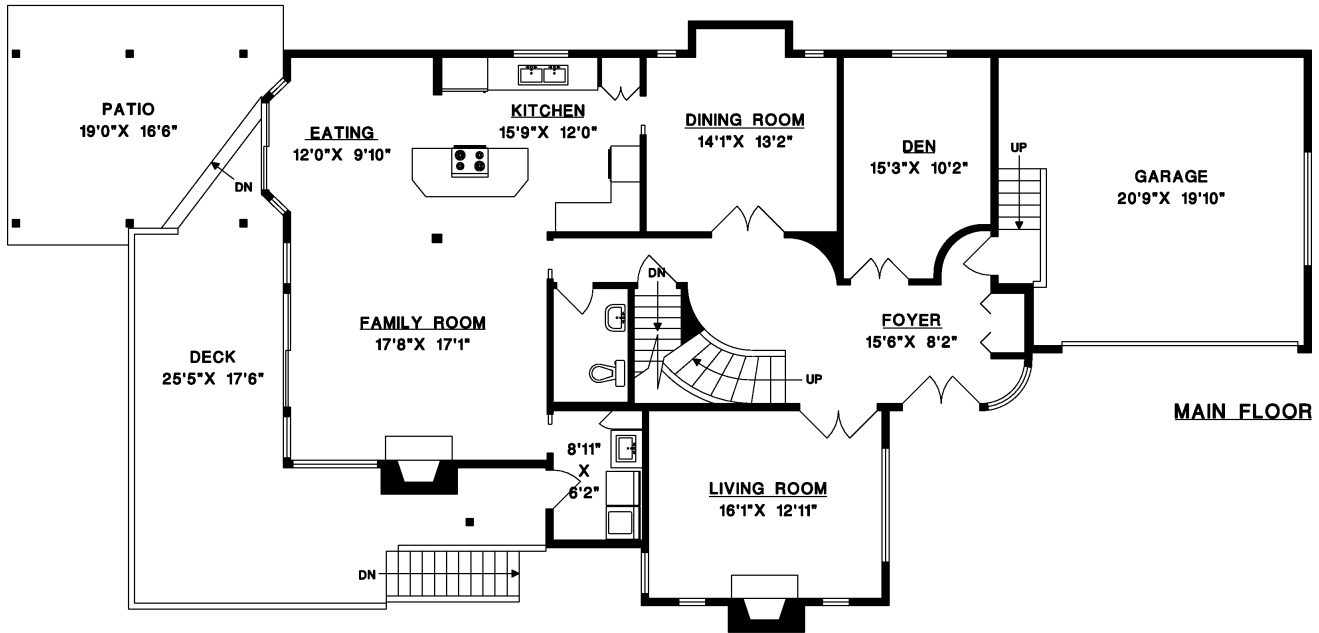 PATIO
19'0"X 16'6"
EATING
12'0"X 9'10"
KITCHEN
15'9"X 12'0"
DINING ROOM
14'1"X 13'2"
DEN
15'3"X 10'2"
UP
GARAGE
20'9"X 19'10"
DN
DN
FAMILY ROOM
17'8"X 17'1"
FOYER
15'6"X 8'2"
DECK
25'5"X 17'6"
UP
MAIN FLOOR
8'11"
X
6'2"
LIVING ROOM
16'1"X 12'11"
DN